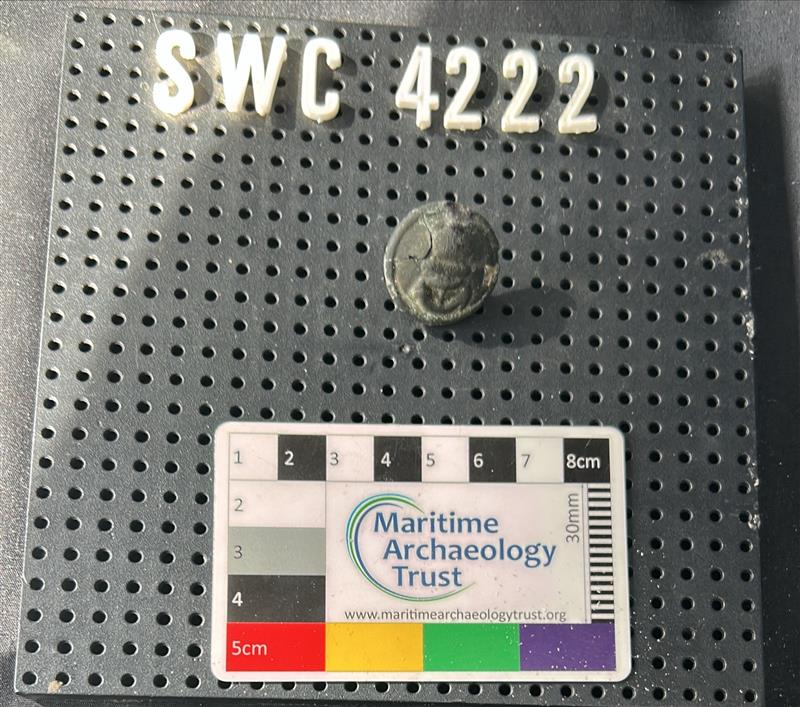 SWC 4222
1 2 3 4 5 6 7 8cm
2
3
4
5cm
30mm
Maritime
Archaeology
Trust
www.maritimearchaeologytrust.org